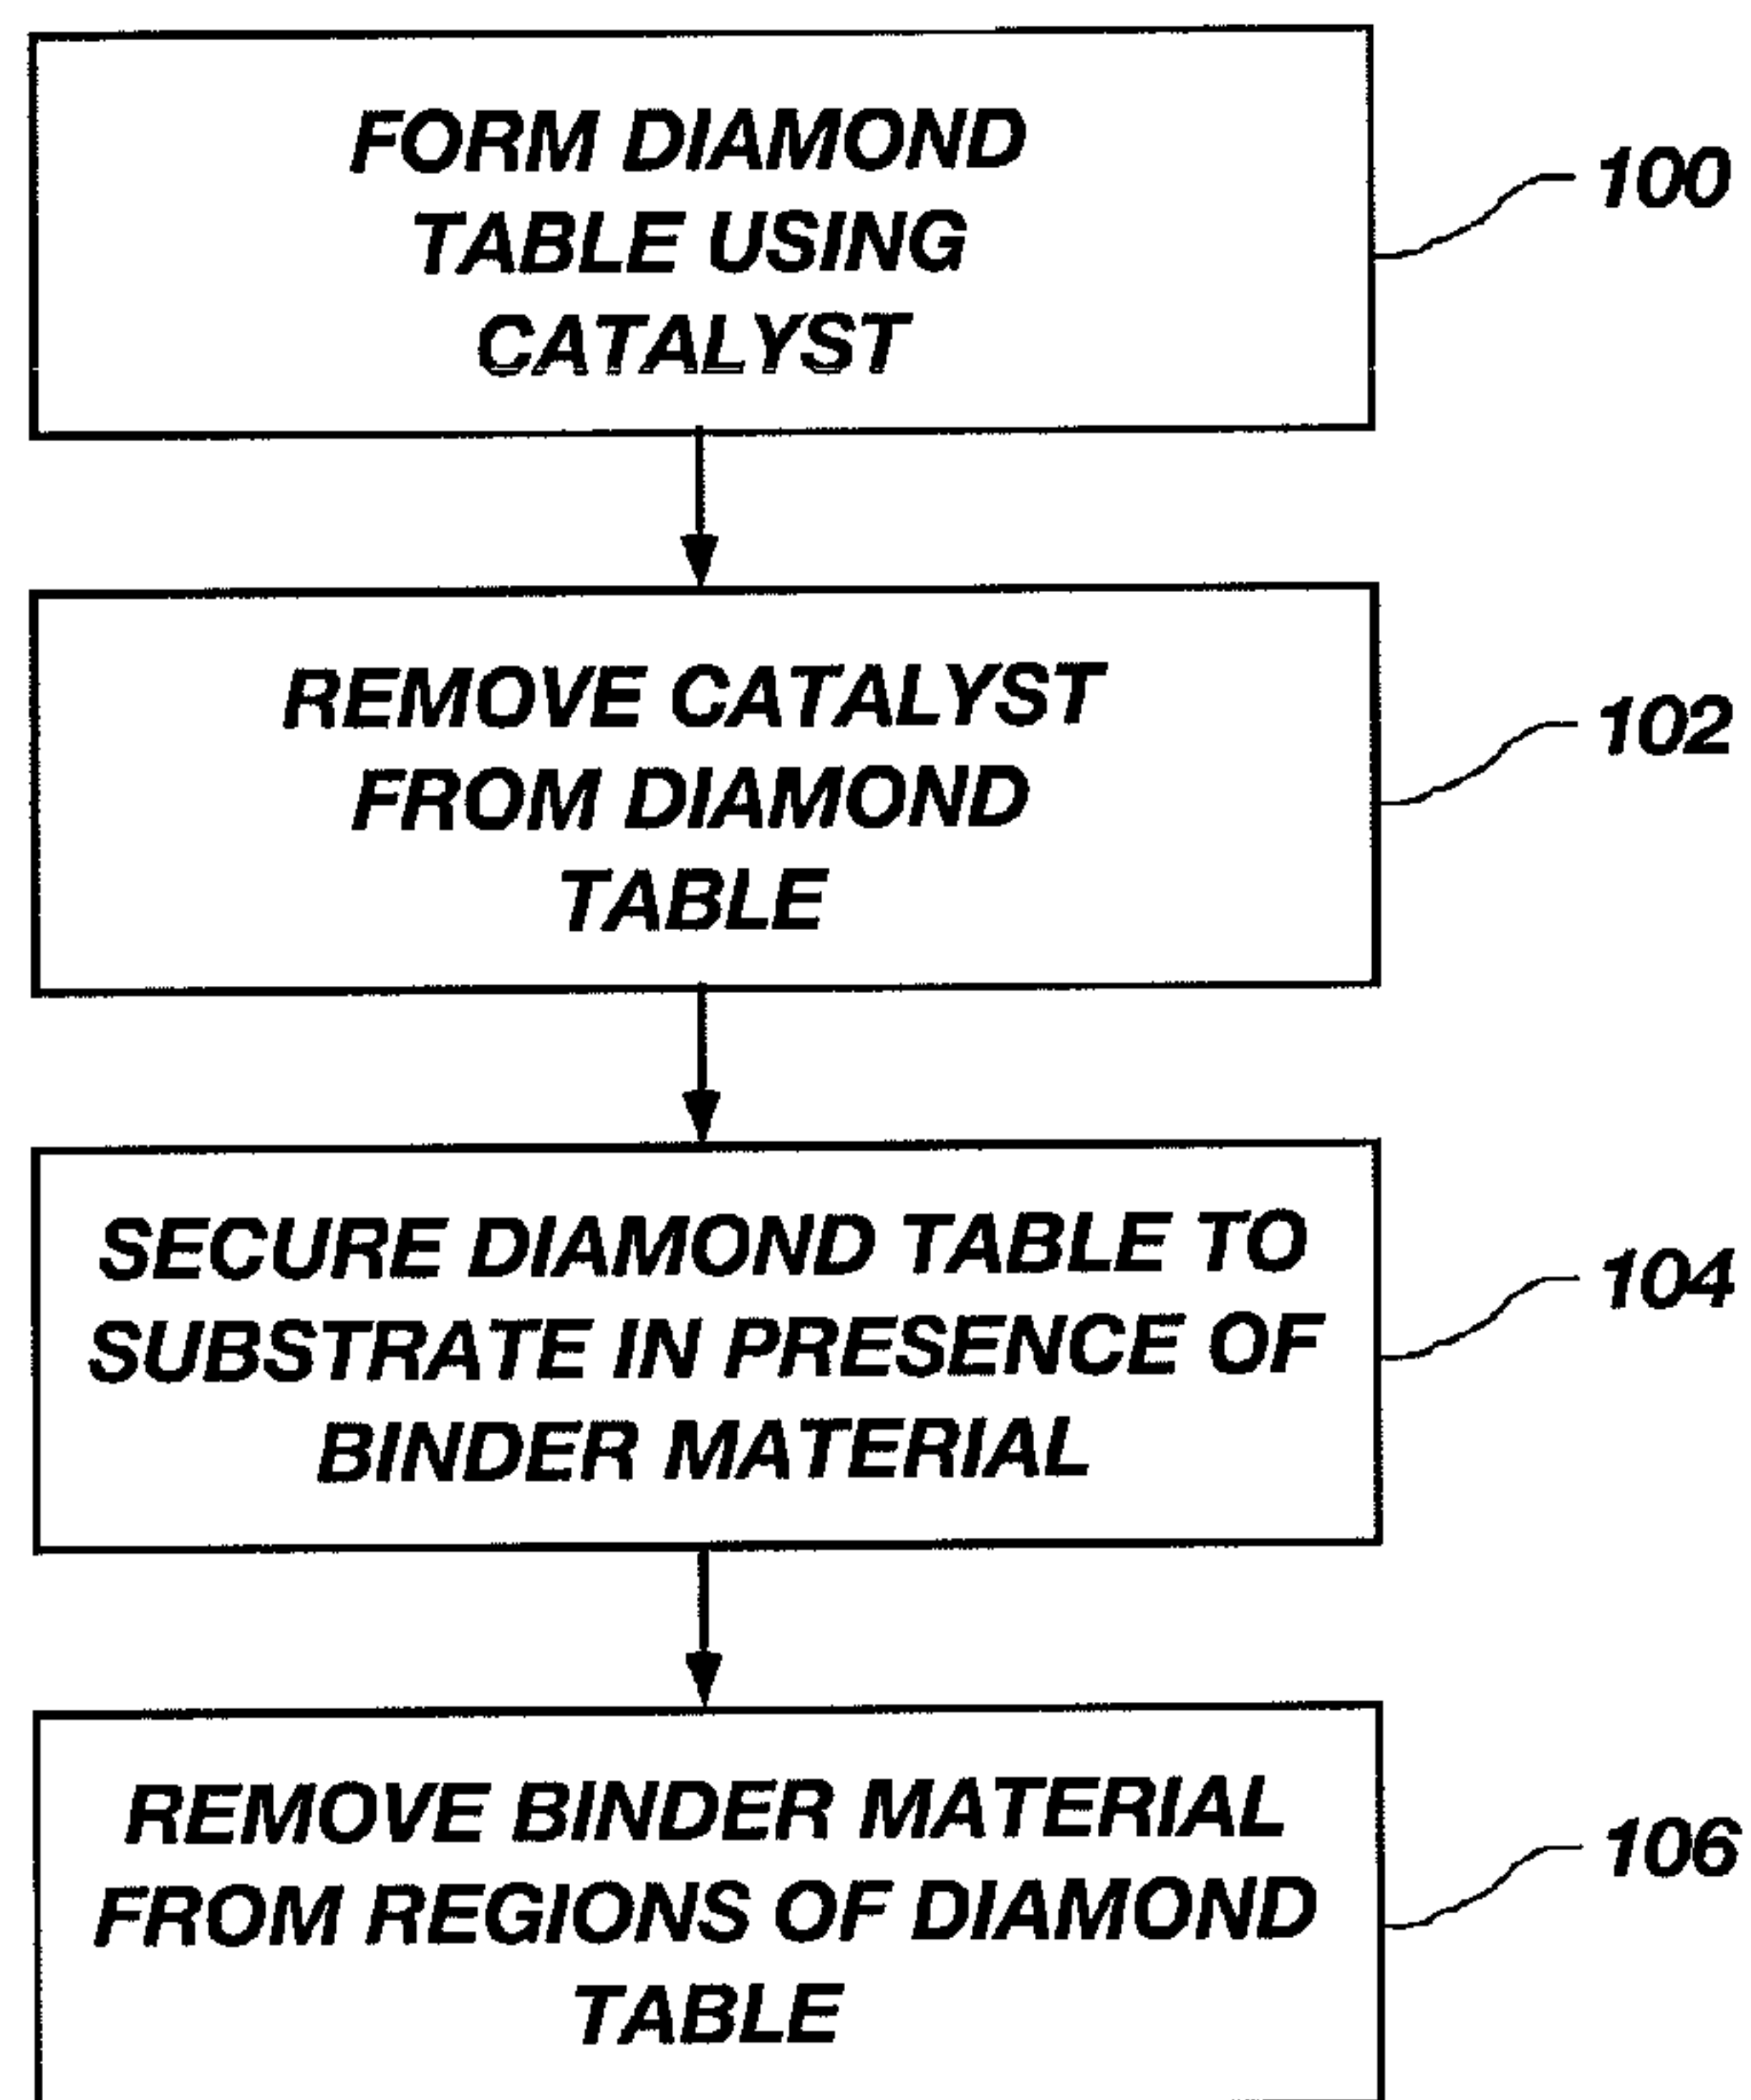 FORM DIAMOND
TABLE USING
CATALYST
100
REMOVE CATALYST
FROM DIAMOND
TABLE
102
SECURE DIAMOND TABLE TO
SUBSTRATE IN PRESENCE OF
BINDER MATERIAL
104
REMOVE BINDER MATERIAL
FROM REGIONS OF DIAMOND
TABLE
106